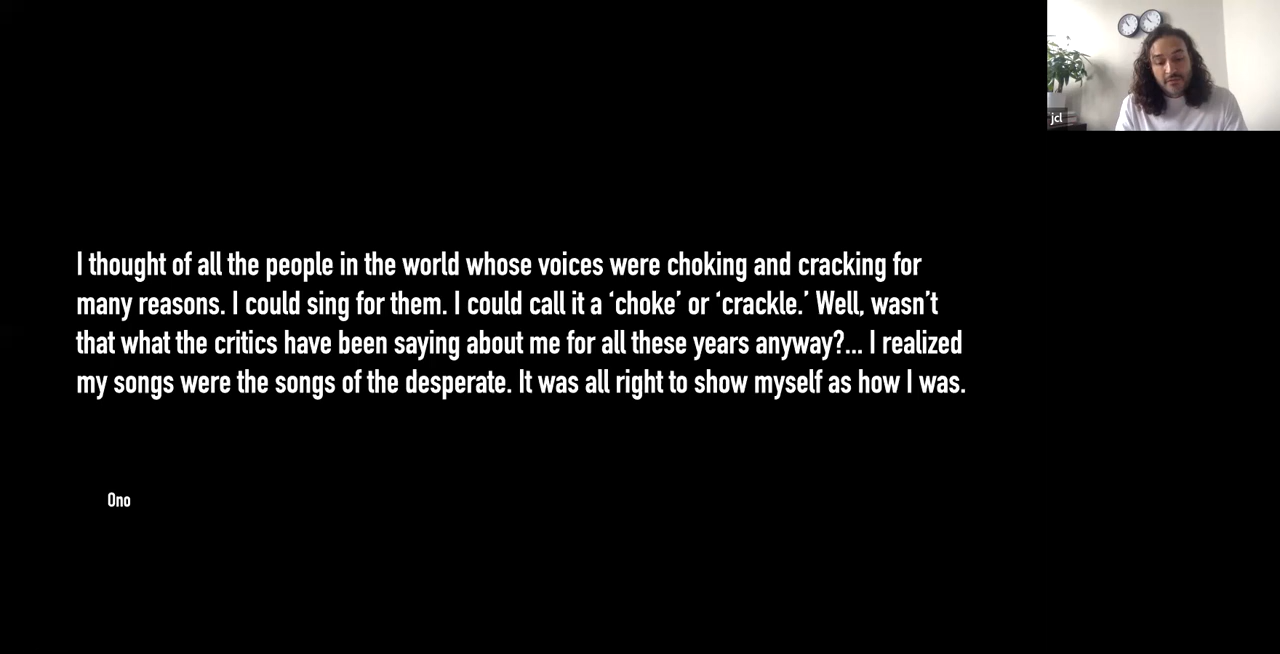 jcl
I thought of all the people in the world whose voices were choking and cracking for
many reasons. I could sing for them. I could call it a ‘choke’ or ‘crackle.’ Well, wasn’t
that what the critics have been saying about me for all these years anyway?... I realized
my songs were the songs of the desperate. It was all right to show myself as how I was.
Ono